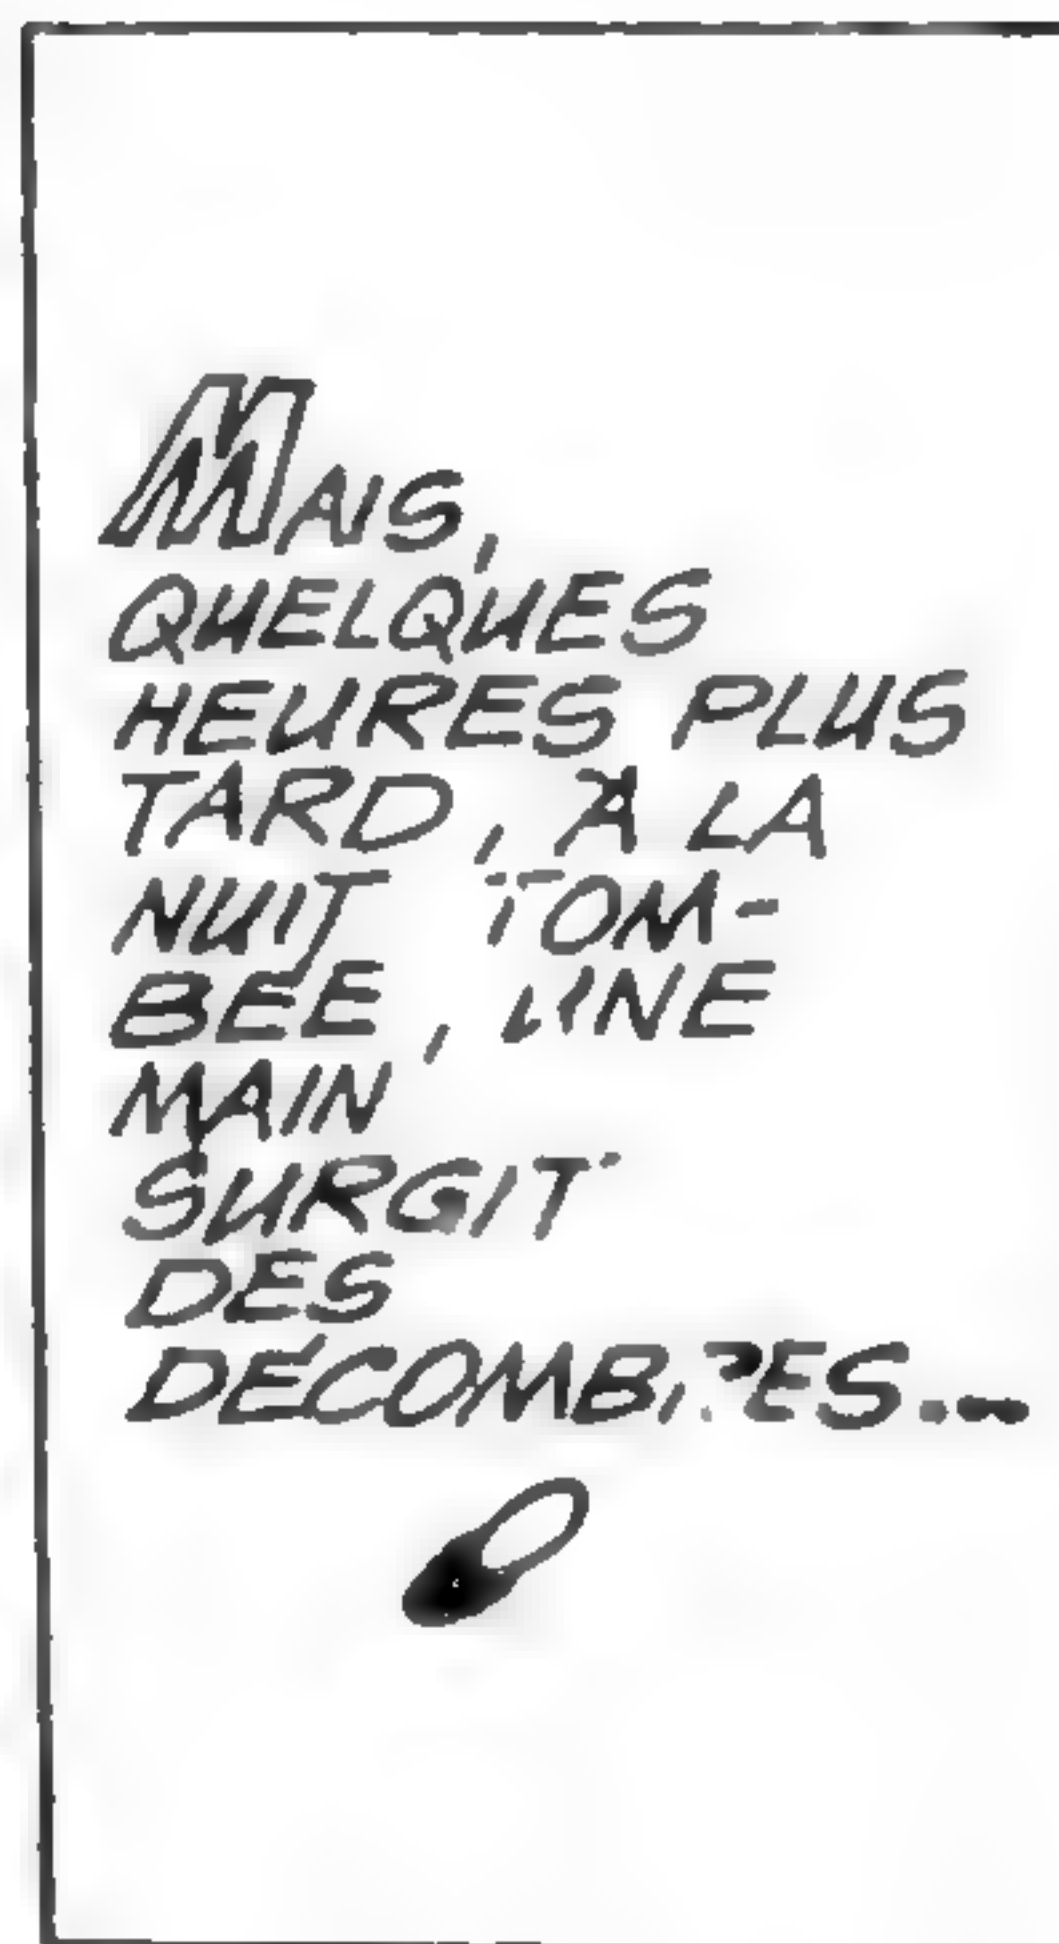 MAIS,
QUELQUES
HEURES PLUS
TARD, À LA
NUIT TOM-
BÉE, UNE
MAIN
SURGIT
DES
DÉCOMBRES...